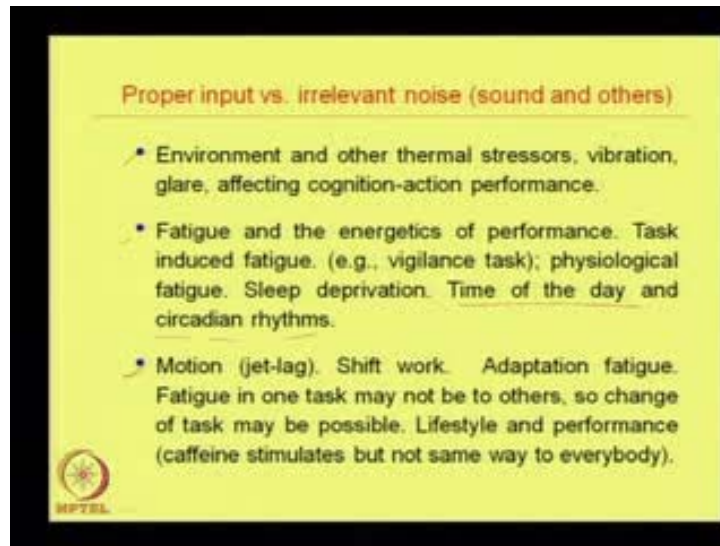 Proper input vs. irrelevant noise (sound and others)
• Environment and other thermal stressors, vibration,
glare, affecting cognition-action performance.
• Fatigue and the energetics of performance. Task
induced fatigue. (e.g., vigilance task); physiological
fatigue. Sleep deprivation. Time of the day and
circadian rhythms.
• Motion (jet-lag). Shift work. Adaptation fatigue.
Fatigue in one task may not be to others, so change
of task may be possible. Lifestyle and performance
(caffeine stimulates but not same way to everybody).
NPTEL